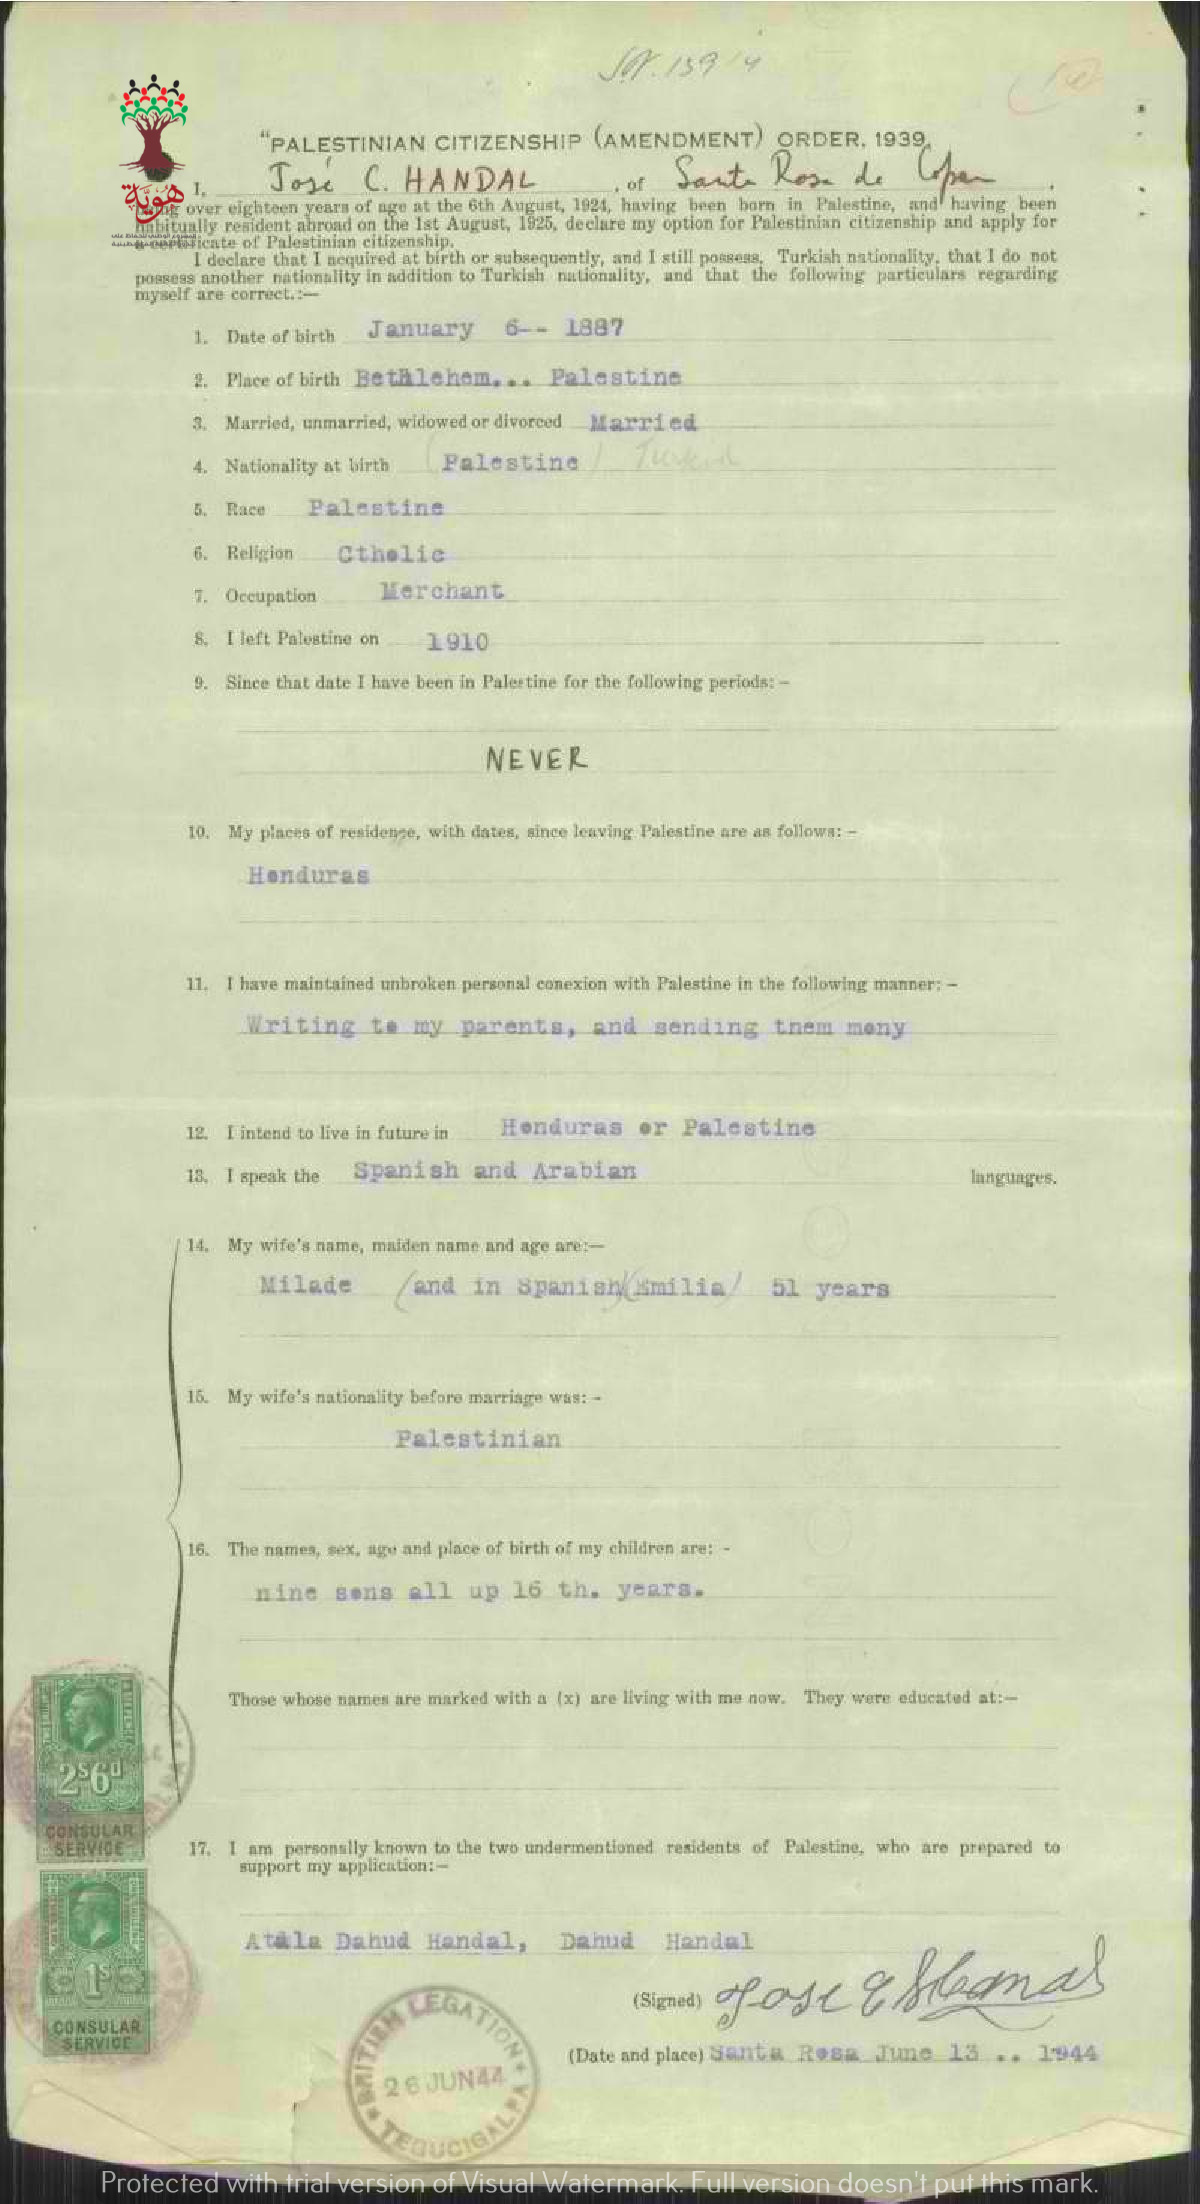 S.N. 139/4
"PALESTINIAN CITIZENSHIP (AMENDMENT) ORDER, 1939.
I, José C. HANDAL, of Santa Rosa de Copan,
هُوِيَّة
being over eighteen years of age at the 6th August, 1924, having been born in Palestine, and having been
habitually resident abroad on the 1st August, 1925, declare my option for Palestinian citizenship and apply for
a certificate of Palestinian citizenship.
I declare that I acquired at birth or subsequently, and I still possess, Turkish nationality, that I do not
possess another nationality in addition to Turkish nationality, and that the following particulars regarding
myself are correct.:—
1. Date of birth January 6-- 1887
2. Place of birth Bethlehem... Palestine
3. Married, unmarried, widowed or divorced Married
4. Nationality at birth (Palestine) Turkish
5. Race Palestine
6. Religion Ctholic
7. Occupation Merchant
8. I left Palestine on 1910
9. Since that date I have been in Palestine for the following periods: -
NEVER
10. My places of residence, with dates, since leaving Palestine are as follows: -
Honduras
11. I have maintained unbroken personal conexion with Palestine in the following manner: -
Writing to my parents, and sending tnem mony
12. I intend to live in future in Honduras or Palestine
13. I speak the Spanish and Arabian languages.
14. My wife's name, maiden name and age are:—
Milade (and in Spanish)(Emilia) 51 years
15. My wife's nationality before marriage was: -
Palestinian
16. The names, sex, age and place of birth of my children are: -
nine sons all up 16 th. years.
Those whose names are marked with a (x) are living with me now. They were educated at:—
2s6d
CONSULAR
SERVICE
17. I am personally known to the two undermentioned residents of Palestine, who are prepared to
support my application:—
Atala Dahud Handal, Dahud Handal
1s
CONSULAR
SERVICE
(Signed) Jose C Handal
(Date and place) Santa Rosa June 13 .. 1944
BRITISH LEGATION
26 JUN 44
TEGUCIGALPA
Protected with trial version of Visual Watermark. Full version doesn't put this mark.